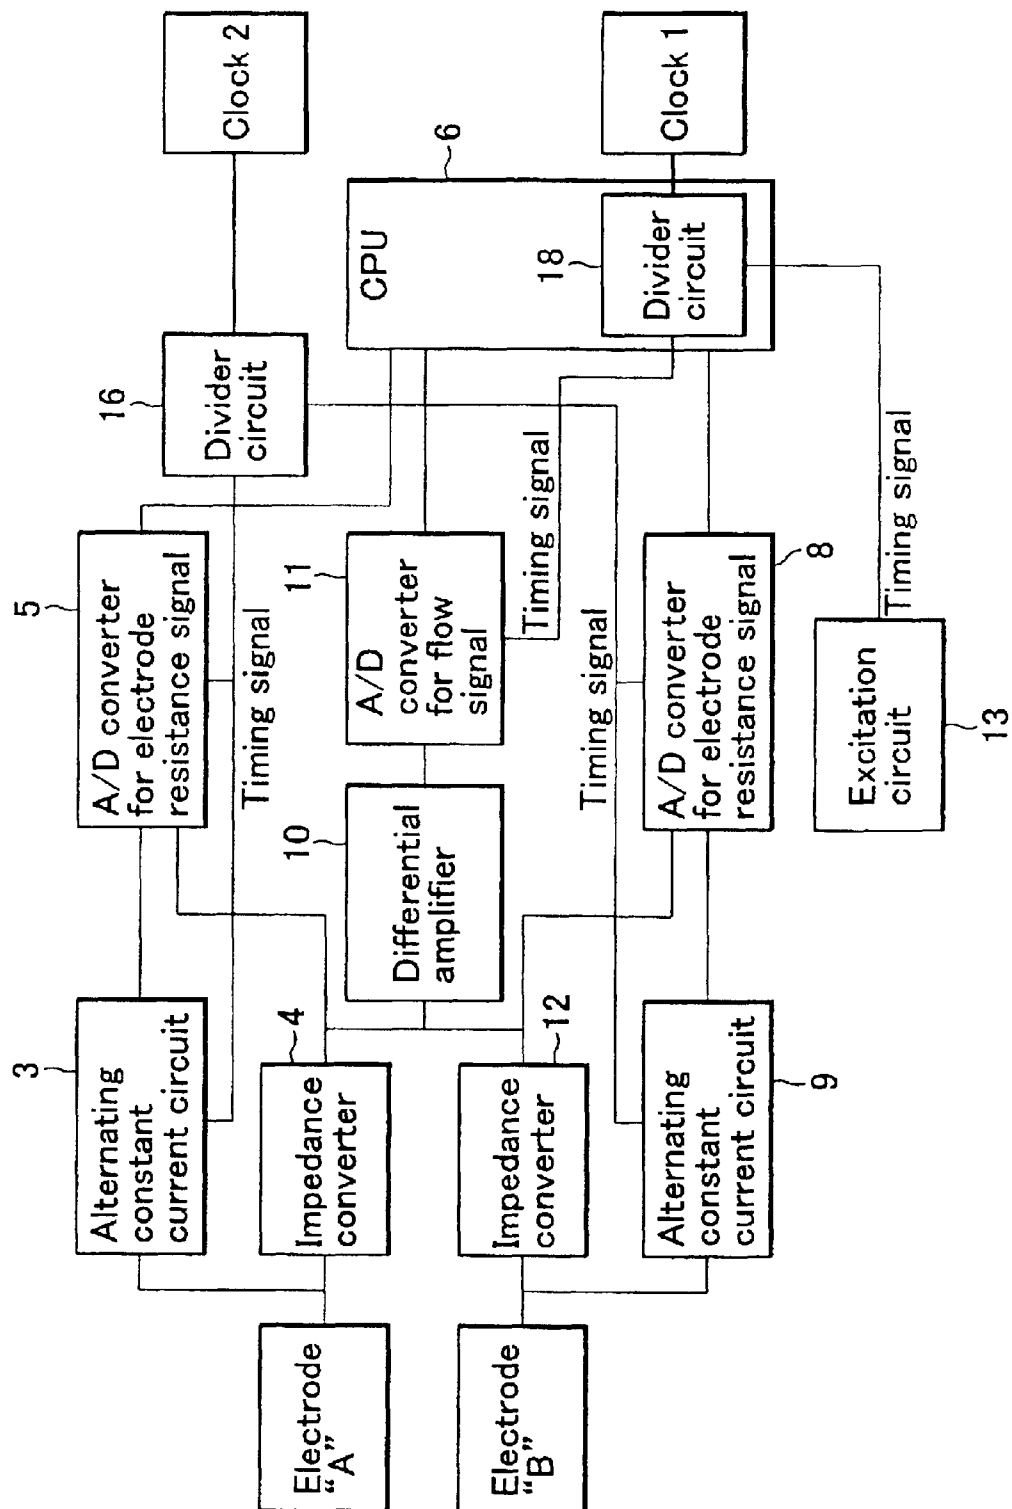 3
Alternating
constant
current circuit
5
A/D converter
for electrode
resistance signal
16
Divider
circuit
Clock 2
Timing signal
Electrode
“A”
4
Impedance
converter
10
Differential
amplifier
11
A/D
converter
for flow
signal
Timing signal
CPU
6
18
Divider
circuit
Clock 1
Electrode
“B”
12
Impedance
converter
Timing signal
Alternating
constant
current circuit
9
A/D converter
for electrode
resistance signal
8
Excitation
circuit
13
Timing signal